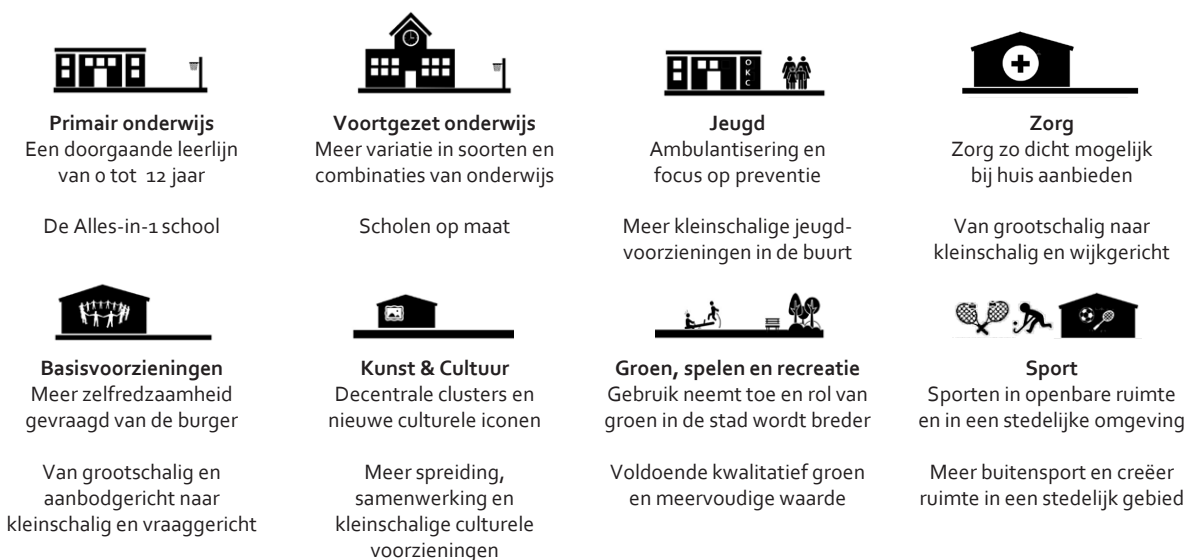 OKC
Primair onderwijs
Een doorgaande leerlijn
van 0 tot 12 jaar
De Alles-in-1 school
Voortgezet onderwijs
Meer variatie in soorten en
combinaties van onderwijs
Scholen op maat
Jeugd
Ambulantisering en
focus op preventie
Meer kleinschalige jeugd-
voorzieningen in de buurt
Zorg
Zorg zo dicht mogelijk
bij huis aanbieden
Van grootschalig naar
kleinschalig en wijkgericht
Basisvoorzieningen
Meer zelfredzaamheid
gevraagd van de burger
Van grootschalig en
aanbodgericht naar
kleinschalig en vraaggericht
Kunst & Cultuur
Decentrale clusters en
nieuwe culturele iconen
Meer spreiding,
samenwerking en
kleinschalige culturele
voorzieningen
Groen, spelen en recreatie
Gebruik neemt toe en rol van
groen in de stad wordt breder
Voldoende kwalitatief groen
en meervoudige waarde
Sport
Sporten in openbare ruimte
en in een stedelijke omgeving
Meer buitensport en creëer
ruimte in een stedelijk gebied